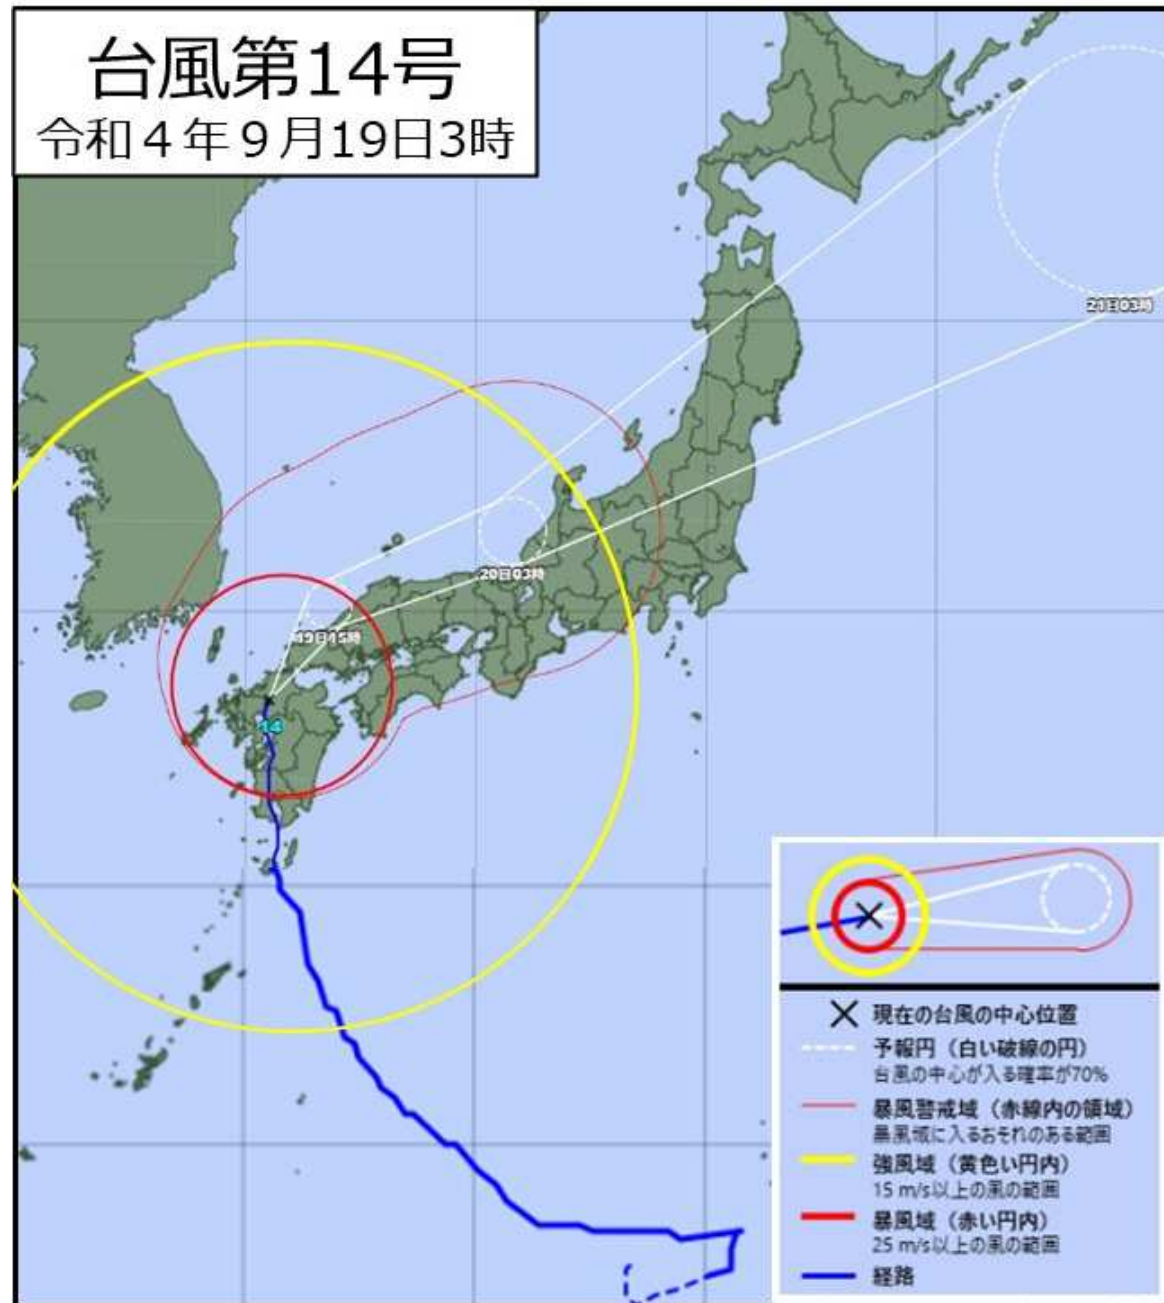 台風第14号
令和４年９月19日3時
21日03時
20日03時
19日15時
14
現在の台風の中心位置
予報円（白い破線の円）
台風の中心が入る確率が70%
暴風警戒域（赤線内の領域）
暴風域に入るおそれのある範囲
強風域（黄色い円内）
15 m/s以上の風の範囲
暴風域（赤い円内）
25 m/s以上の風の範囲
経路